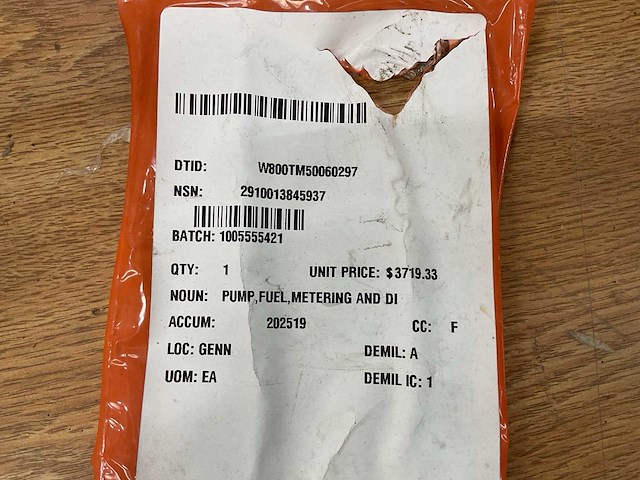 DTID: W800TM50060297
NSN: 2910013845937
BATCH: 1005555421
QTY: 1 UNIT PRICE: $3719.33
NOUN: PUMP,FUEL,METERING AND DI
ACCUM: 202519 CC: F
LOC: GENN DEMIL: A
UOM: EA DEMIL IC: 1